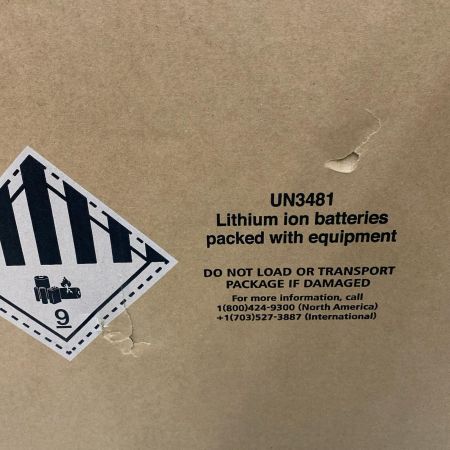 UN3481
Lithium ion batteries
packed with equipment
DO NOT LOAD OR TRANSPORT
PACKAGE IF DAMAGED
For more information, call
1(800)424-9300 (North America)
+1(703)527-3887 (International)
9